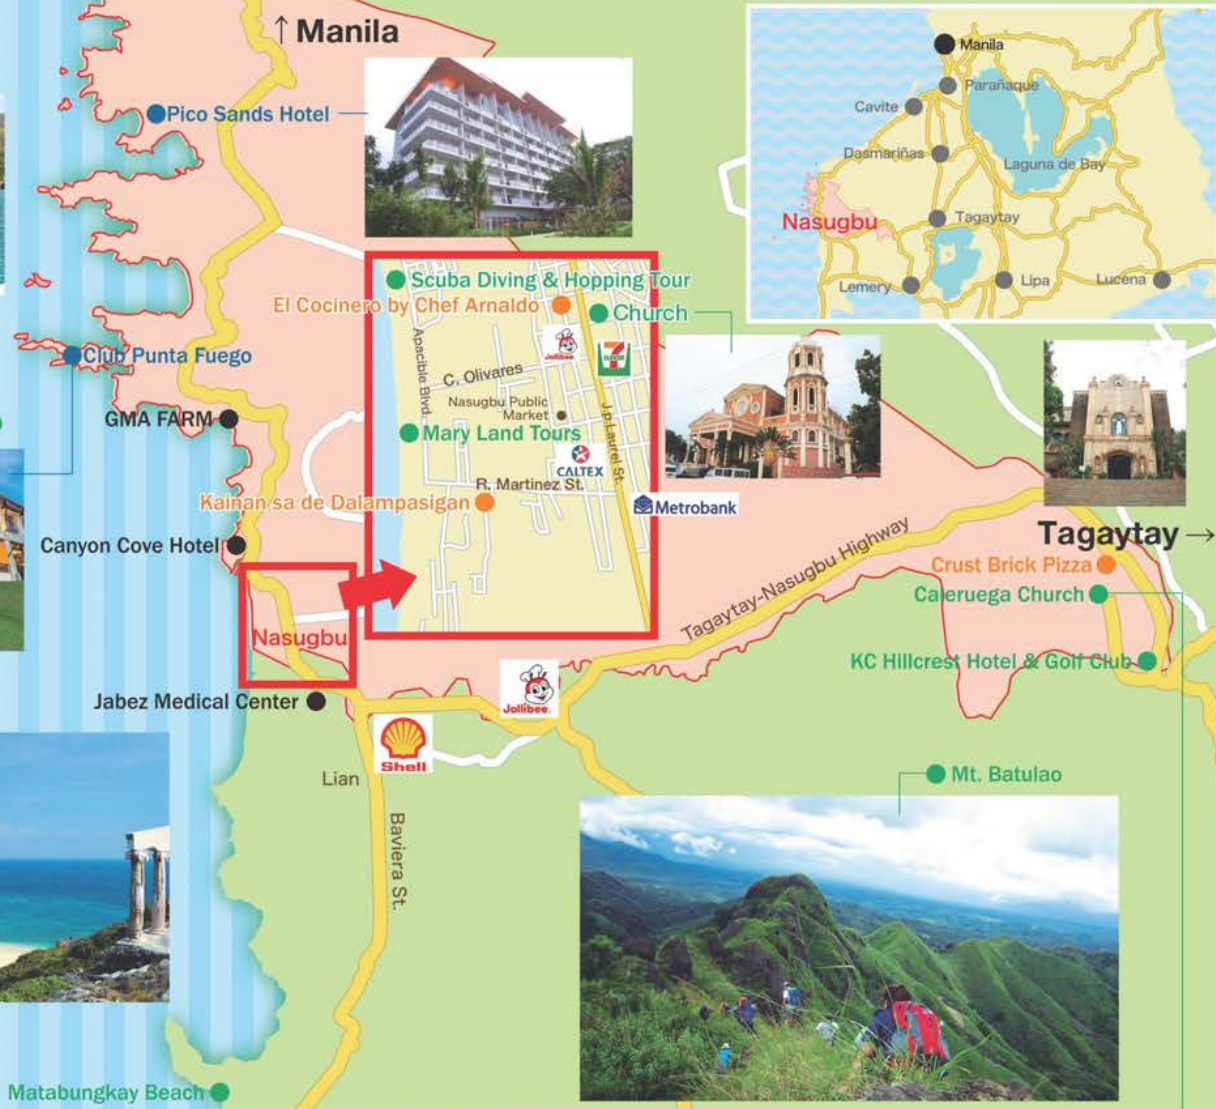 ↑ Manila
Manila
Parañaque
Cavite
Dasmariñas
Laguna de Bay
Nasugbu
Tagaytay
Lemery
Lipa
Lucena
Pico Sands Hotel
Scuba Diving & Hopping Tour
El Cocinero by Chef Arnaldo
Church
Jollibee
7
ELEVEN
Apacible Blvd.
C. Olivares
Nasugbu Public
Market
J.p Laurel St.
Mary Land Tours
CALTEX
R. Martinez St.
Kainan sa de Dalampasigan
Metrobank
Club Punta Fuego
GMA FARM
Canyon Cove Hotel
Nasugbu
Tagaytay-Nasugbu Highway
Tagaytay →
Crust Brick Pizza
Caleruega Church
KC Hillcrest Hotel & Golf Club
Jabez Medical Center
Jollibee.
Shell
Lian
Baviera St.
Mt. Batulao
Matabungkay Beach